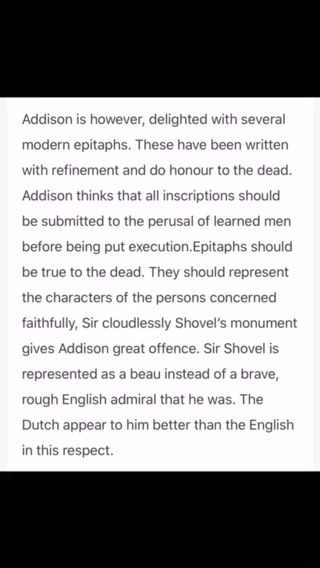 Addison is however, delighted with several
modern epitaphs. These have been written
with refinement and do honour to the dead.
Addison thinks that all inscriptions should
be submitted to the perusal of learned men
before being put execution.Epitaphs should
be true to the dead. They should represent
the characters of the persons concerned
faithfully, Sir cloudlessly Shovel's monument
gives Addison great offence. Sir Shovel is
represented as a beau instead of a brave,
rough English admiral that he was. The
Dutch appear to him better than the English
in this respect.